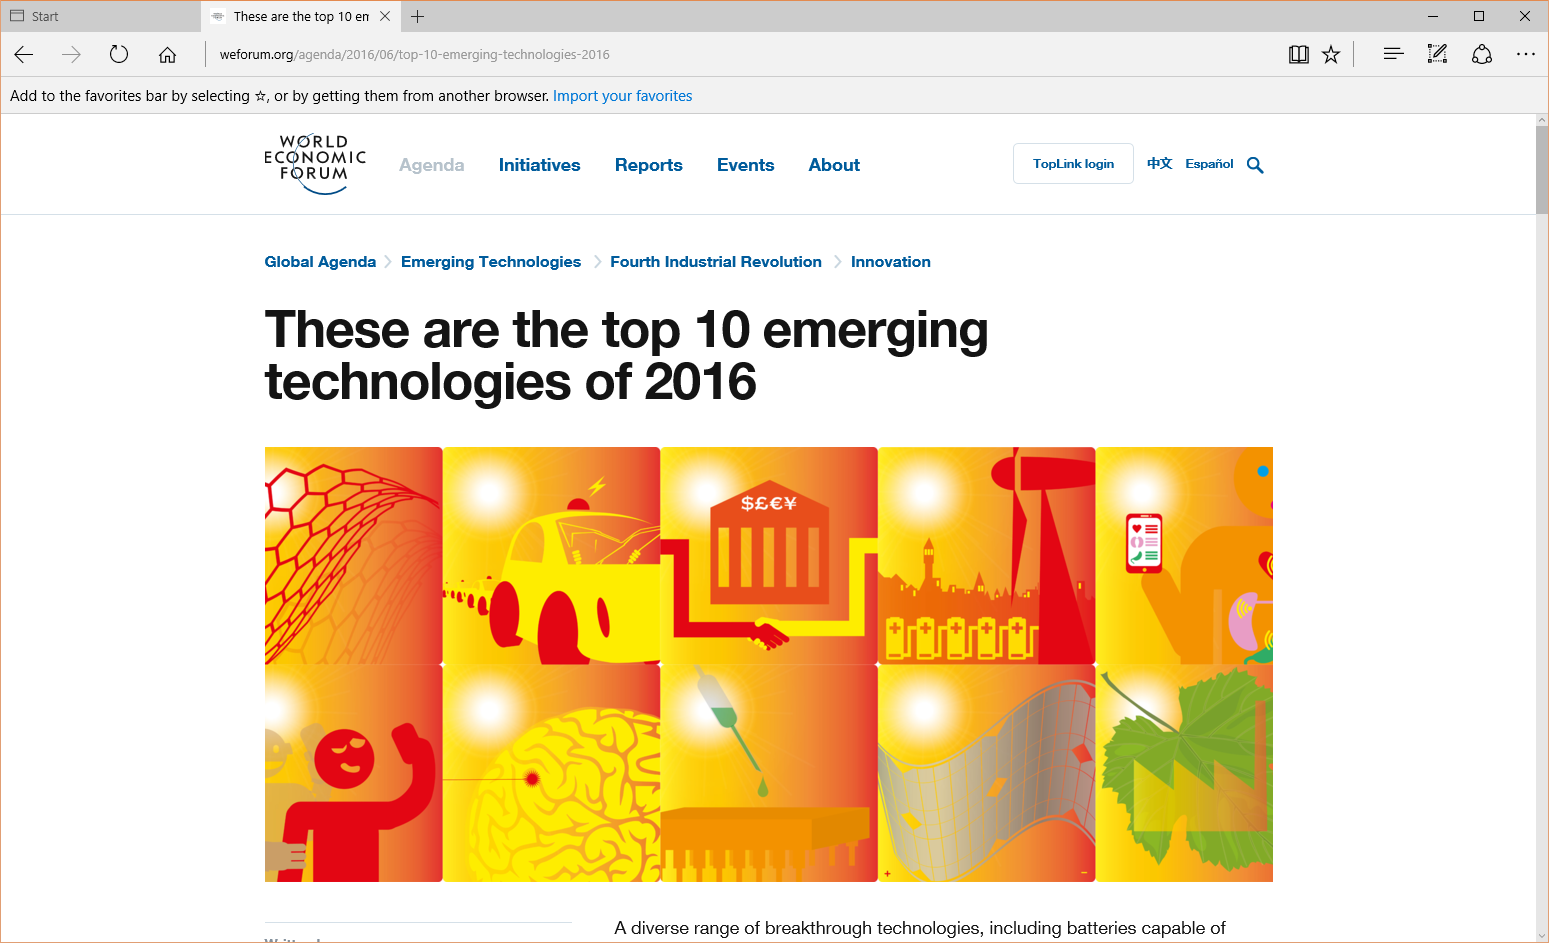 Start
These are the top 10 em
weforum.org/agenda/2016/06/top-10-emerging-technologies-2016
Add to the favorites bar by selecting ☆, or by getting them from another browser. Import your favorites
WORLD
ECONOMIC
FORUM
Agenda Initiatives Reports Events About
TopLink login 中文 Español
Global Agenda > Emerging Technologies > Fourth Industrial Revolution > Innovation
These are the top 10 emerging
technologies of 2016
$£€¥
A diverse range of breakthrough technologies, including batteries capable of